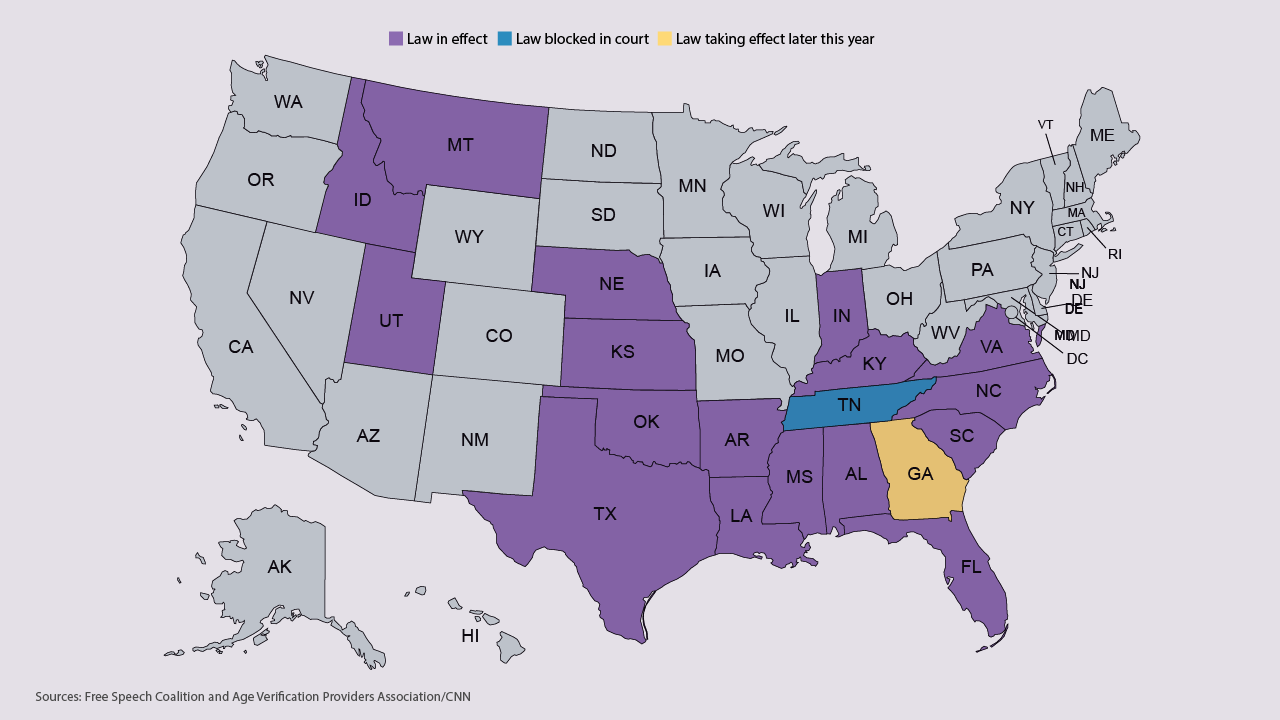 Law in effect Law blocked in court Law taking effect later this year
WA
MT
ND
MN
VT
ME
OR
ID
SD
WI
NY
NH
MA
CT
RI
WY
MI
IA
PA
NJ
NJ
NE
NV
UT
CO
KS
MO
IL
IN
OH
WV
DE
DE
MD
MD
DC
CA
KY
VA
AZ
NM
OK
AR
TN
NC
SC
TX
LA
MS
AL
GA
FL
AK
HI
Sources: Free Speech Coalition and Age Verification Providers Association/CNN